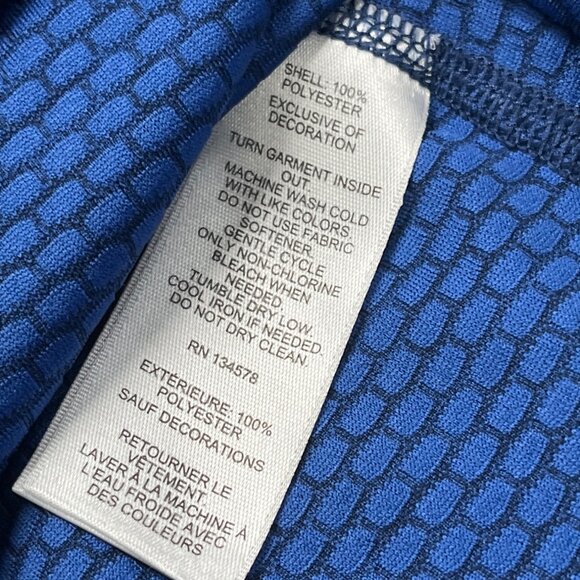 SHELL: 100%
POLYESTER
EXCLUSIVE OF
DECORATION
TURN GARMENT INSIDE
OUT.
MACHINE WASH COLD
WITH LIKE COLORS
DO NOT USE FABRIC
SOFTENER.
GENTLE CYCLE
ONLY NON-CHLORINE
BLEACH WHEN
NEEDED.
TUMBLE DRY LOW.
COOL IRON IF NEEDED.
DO NOT DRY CLEAN.
RN 134578
EXTÉRIEURE: 100%
POLYESTER
SAUF DECORATIONS
RETOURNER LE
VÊTEMENT.
LAVER À LA MACHINE À
L'EAU FROIDE AVEC
DES COULEURS